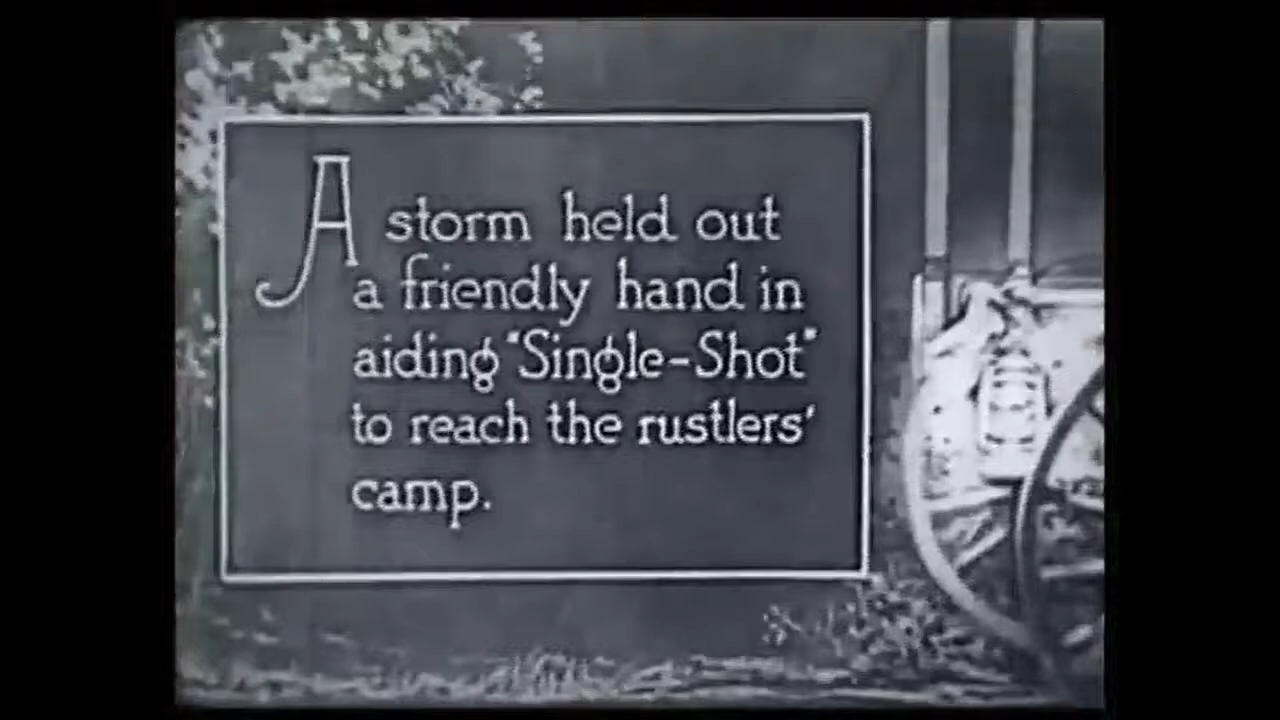 A storm held out
a friendly hand in
aiding "Single-Shot"
to reach the rustlers'
camp.